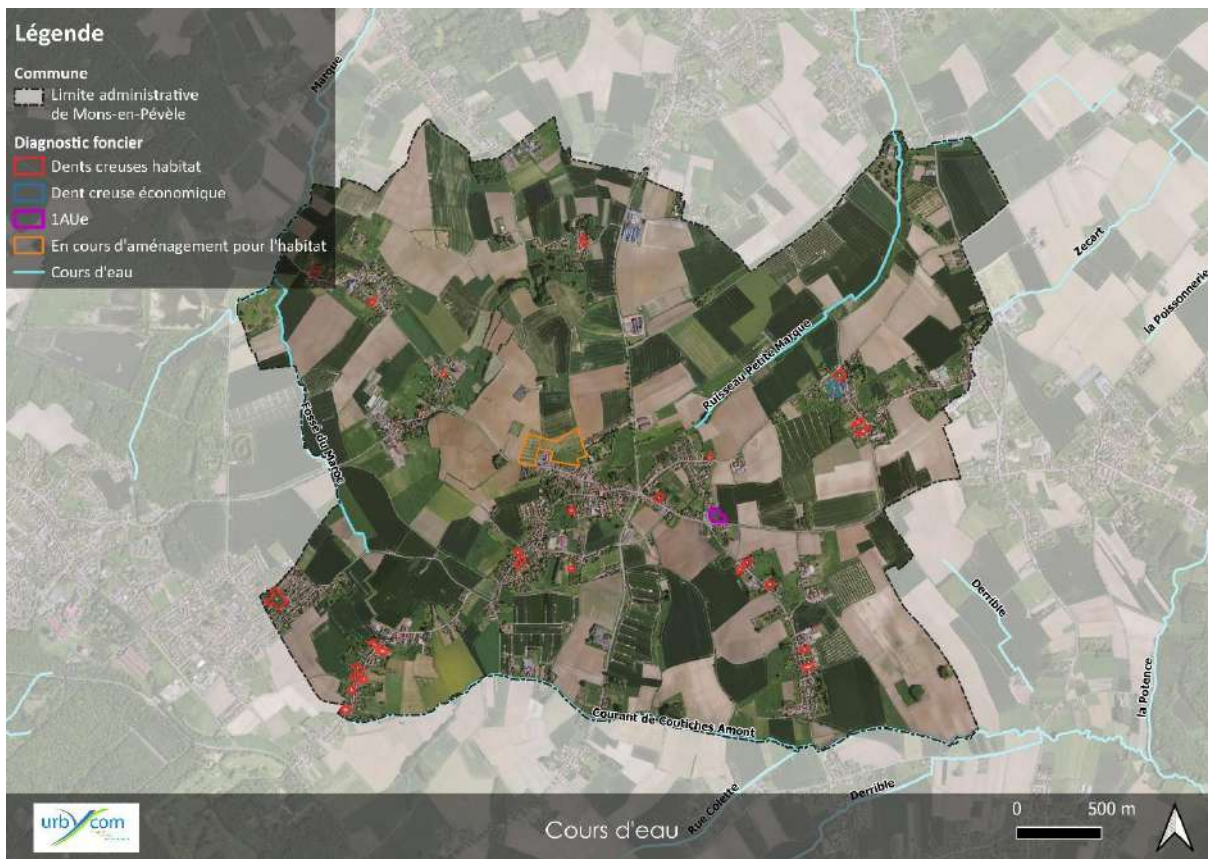 Légende
Commune
Limite administrative
de Mons-en-Pévèle
Diagnostic foncier
Dents creuses habitat
Dent creuse économique
1AUe
En cours d'aménagement pour l'habitat
Cours d'eau
Marque
Zecart
la Poissonnerie
Ruisseau Petite Marque
Fossé du Maroc
Derrible
la Potence
Courant de Coutiches Amont
Rue Colette
Derrible
urbycom
Cours d'eau
0 500 m